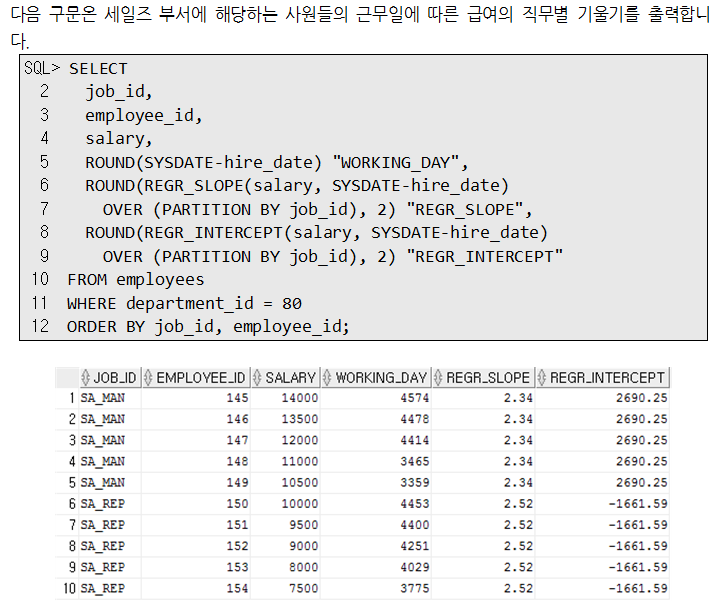 다음 구문은 세일즈 부서에 해당하는 사원들의 근무일에 따른 급여의 직무별 기울기를 출력합니
다.
SQL> SELECT
2 job_id,
3 employee_id,
4 salary,
5 ROUND(SYSDATE-hire_date) "WORKING_DAY",
6 ROUND(REGR_SLOPE(salary, SYSDATE-hire_date)
7 OVER (PARTITION BY job_id), 2) "REGR_SLOPE",
8 ROUND(REGR_INTERCEPT(salary, SYSDATE-hire_date)
9 OVER (PARTITION BY job_id), 2) "REGR_INTERCEPT"
10 FROM employees
11 WHERE department_id = 80
12 ORDER BY job_id, employee_id;
JOB_ID EMPLOYEE_ID SALARY WORKING_DAY REGR_SLOPE REGR_INTERCEPT
1 SA_MAN 145 14000 4574 2.34 2690.25
2 SA_MAN 146 13500 4478 2.34 2690.25
3 SA_MAN 147 12000 4414 2.34 2690.25
4 SA_MAN 148 11000 3465 2.34 2690.25
5 SA_MAN 149 10500 3359 2.34 2690.25
6 SA_REP 150 10000 4453 2.52 -1661.59
7 SA_REP 151 9500 4400 2.52 -1661.59
8 SA_REP 152 9000 4251 2.52 -1661.59
9 SA_REP 153 8000 4029 2.52 -1661.59
10 SA_REP 154 7500 3775 2.52 -1661.59